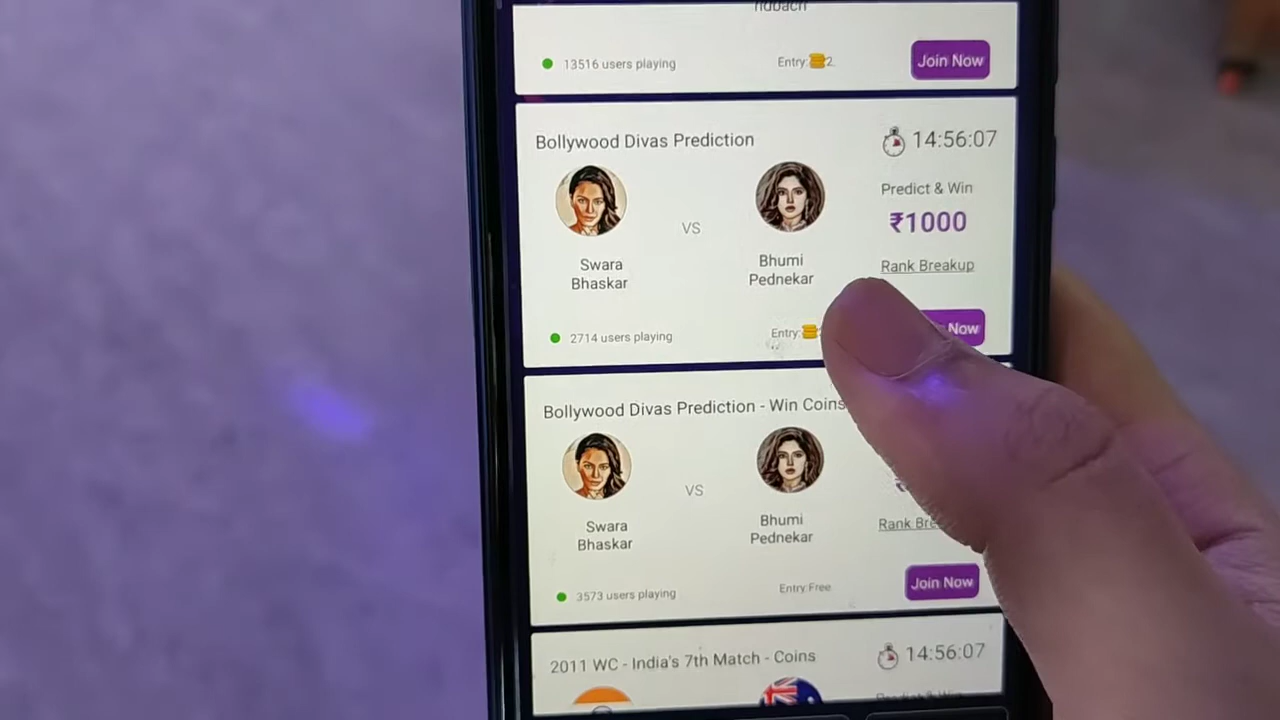 13516 users playing
Entry: 2
Join Now
Bollywood Divas Prediction
14:56:07
Predict & Win
₹1000
VS
Swara
Bhaskar
Bhumi
Pednekar
Rank Breakup
2714 users playing
Entry:
Now
Bollywood Divas Prediction - Win Coins
VS
Swara
Bhaskar
Bhumi
Pednekar
Rank
3573 users playing
Entry:Free
Join Now
2011 WC - India's 7th Match - Coins
14:56:07